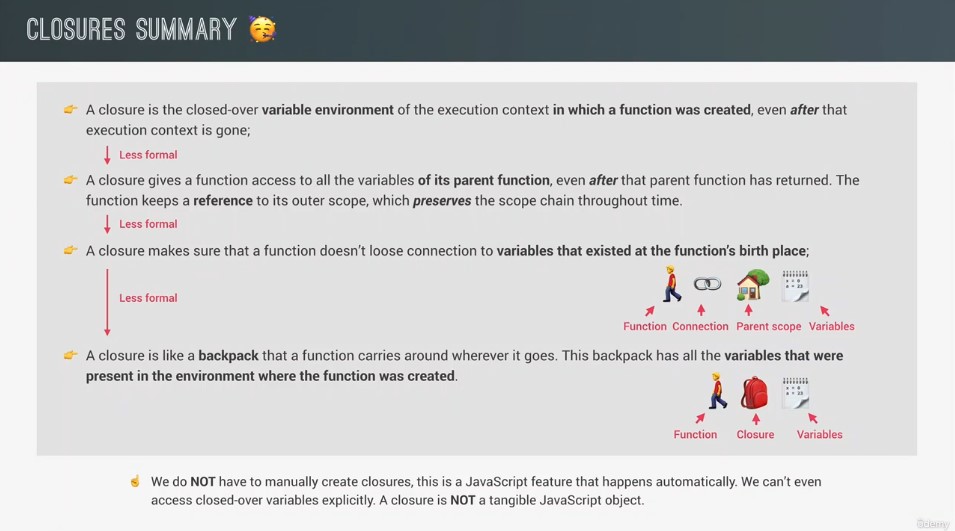 CLOSURES SUMMARY
A closure is the closed-over variable environment of the execution context in which a function was created, even after that
execution context is gone;
Less formal
A closure gives a function access to all the variables of its parent function, even after that parent function has returned. The
function keeps a reference to its outer scope, which preserves the scope chain throughout time.
Less formal
A closure makes sure that a function doesn't loose connection to variables that existed at the function's birth place;
Less formal
Function Connection Parent scope Variables
A closure is like a backpack that a function carries around wherever it goes. This backpack has all the variables that were
present in the environment where the function was created.
Function Closure Variables
We do NOT have to manually create closures, this is a JavaScript feature that happens automatically. We can't even
access closed-over variables explicitly. A closure is NOT a tangible JavaScript object.
ûdemy